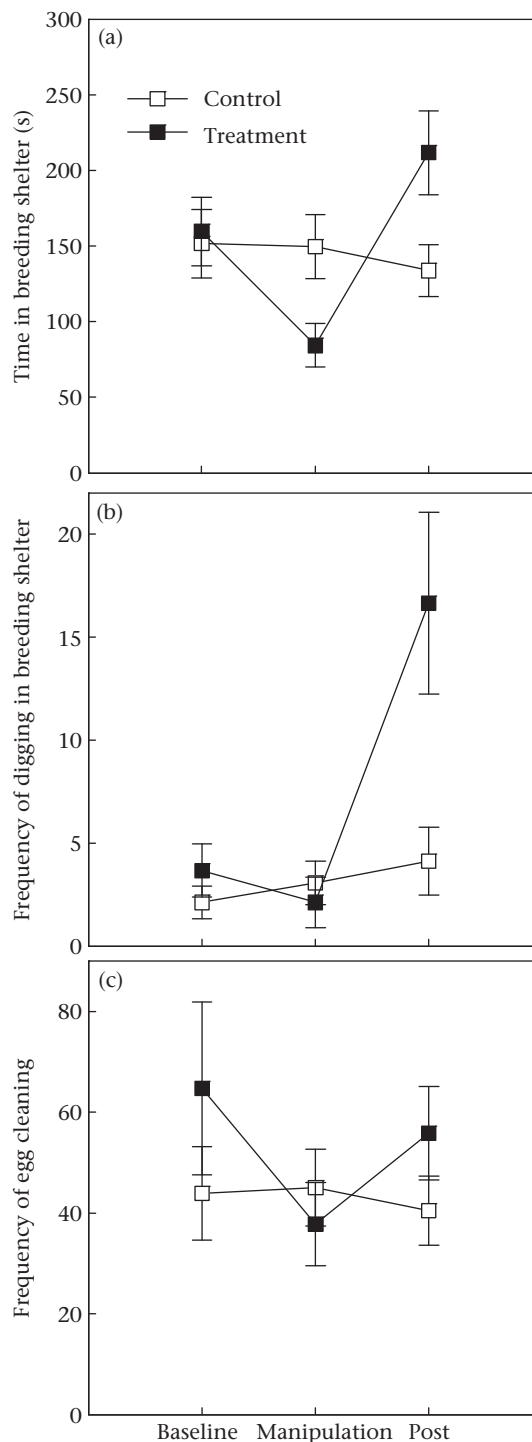 (a)
Control
Treatment
Time in breeding shelter (s)
300
250
200
150
100
50
0
(b)
Frequency of digging in breeding shelter
20
15
10
5
0
(c)
Frequency of egg cleaning
80
60
40
20
0
Baseline Manipulation Post